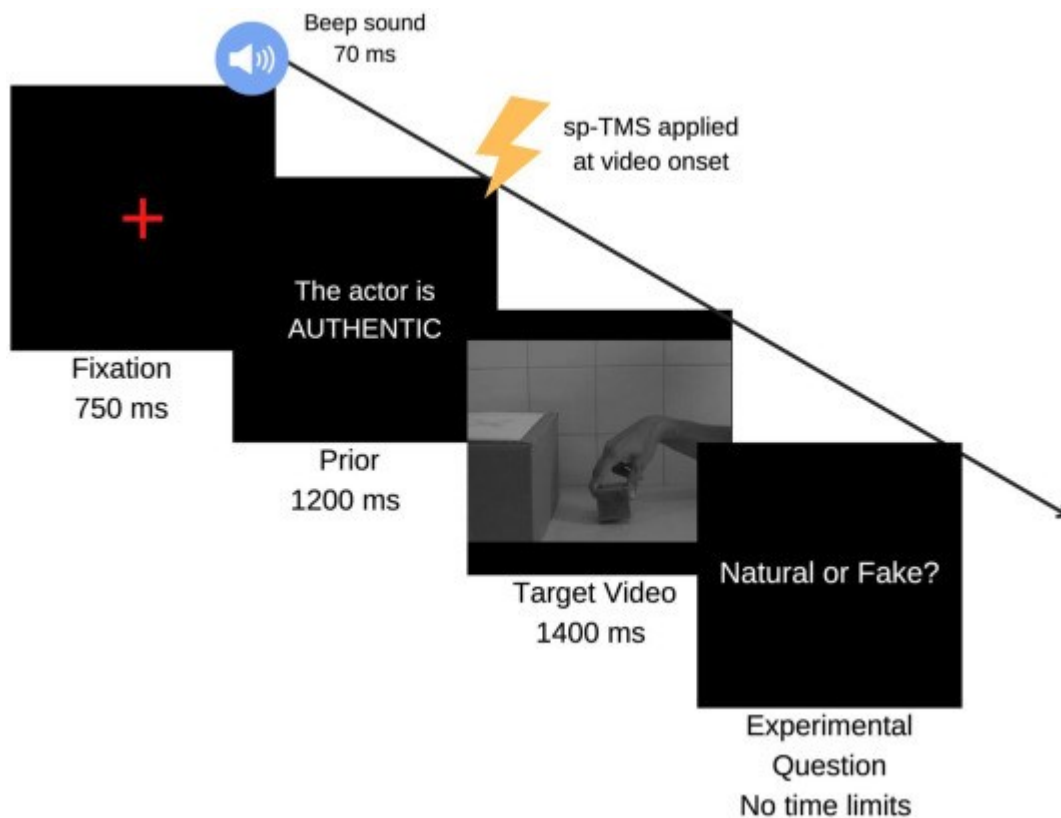 Beep sound
70 ms
sp-TMS applied
at video onset
The actor is
AUTHENTIC
Fixation
750 ms
Prior
1200 ms
Natural or Fake?
Target Video
1400 ms
Experimental
Question
No time limits